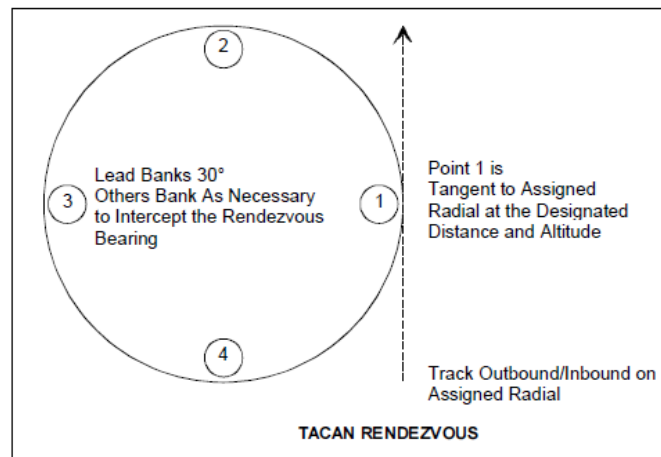 2
Lead Banks 30°
Others Bank As Necessary
to Intercept the Rendezvous
Bearing
3
1
Point 1 is
Tangent to Assigned
Radial at the Designated
Distance and Altitude
4
Track Outbound/Inbound on
Assigned Radial
TACAN RENDEZVOUS